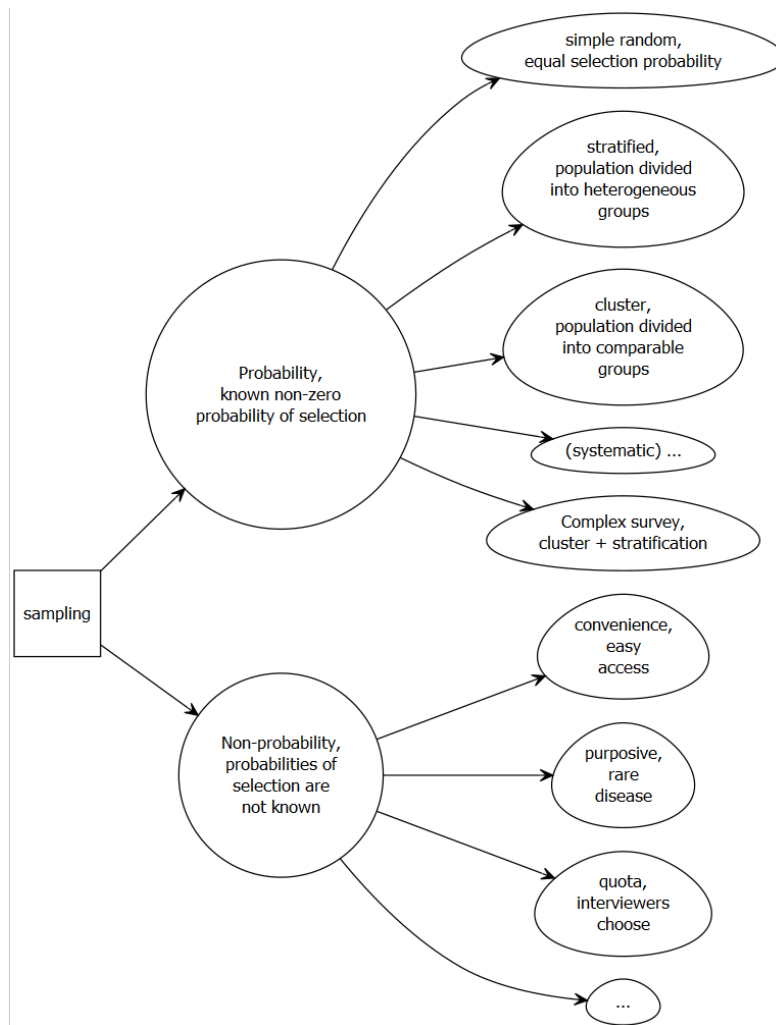 simple random,
equal selection probability
stratified,
population divided
into heterogeneous
groups
cluster,
population divided
into comparable
groups
Probability,
known non-zero
probability of selection
(systematic) ...
Complex survey,
cluster + stratification
sampling
convenience,
easy
access
Non-probability,
probabilities of
selection are
not known
purposive,
rare
disease
quota,
interviewers
choose
...